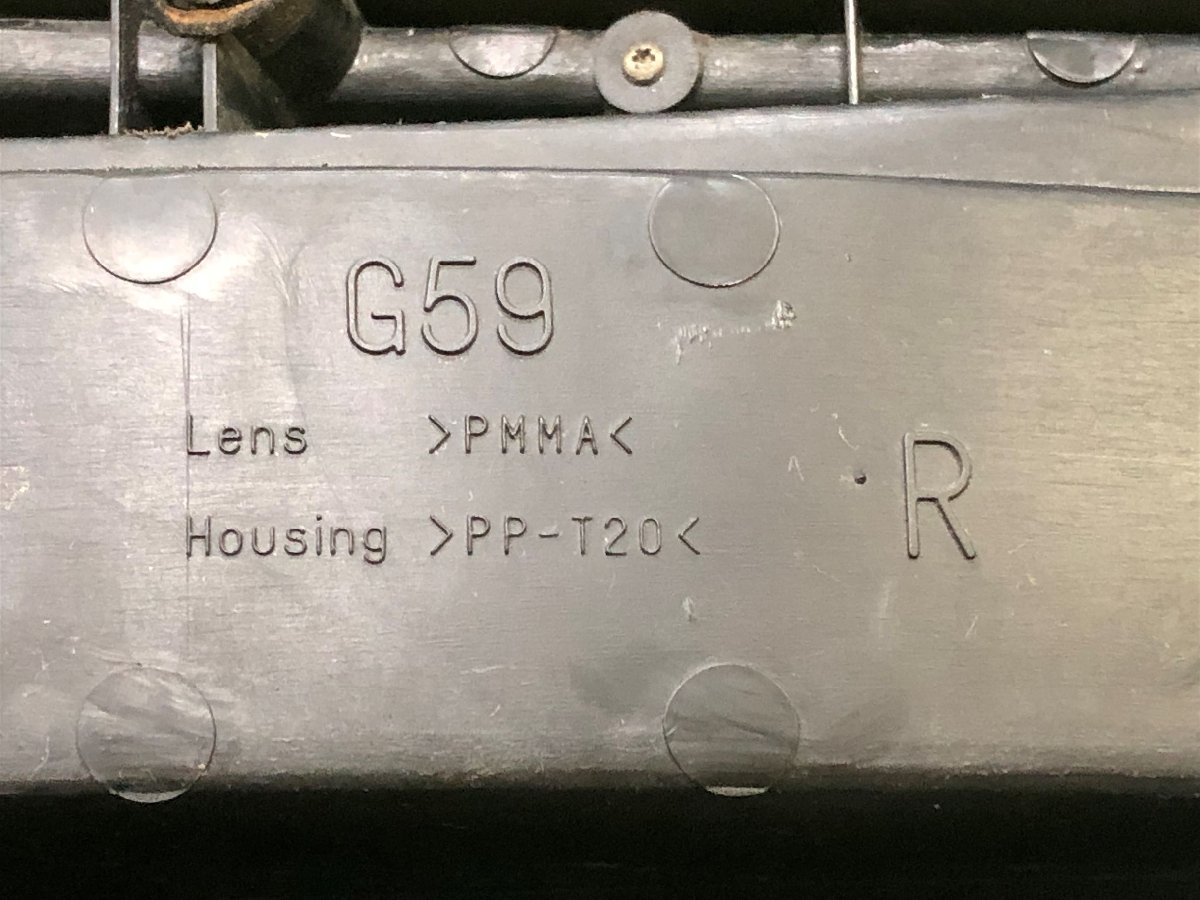 G59
Lens >PMMA<
Housing >PP-T20<
R